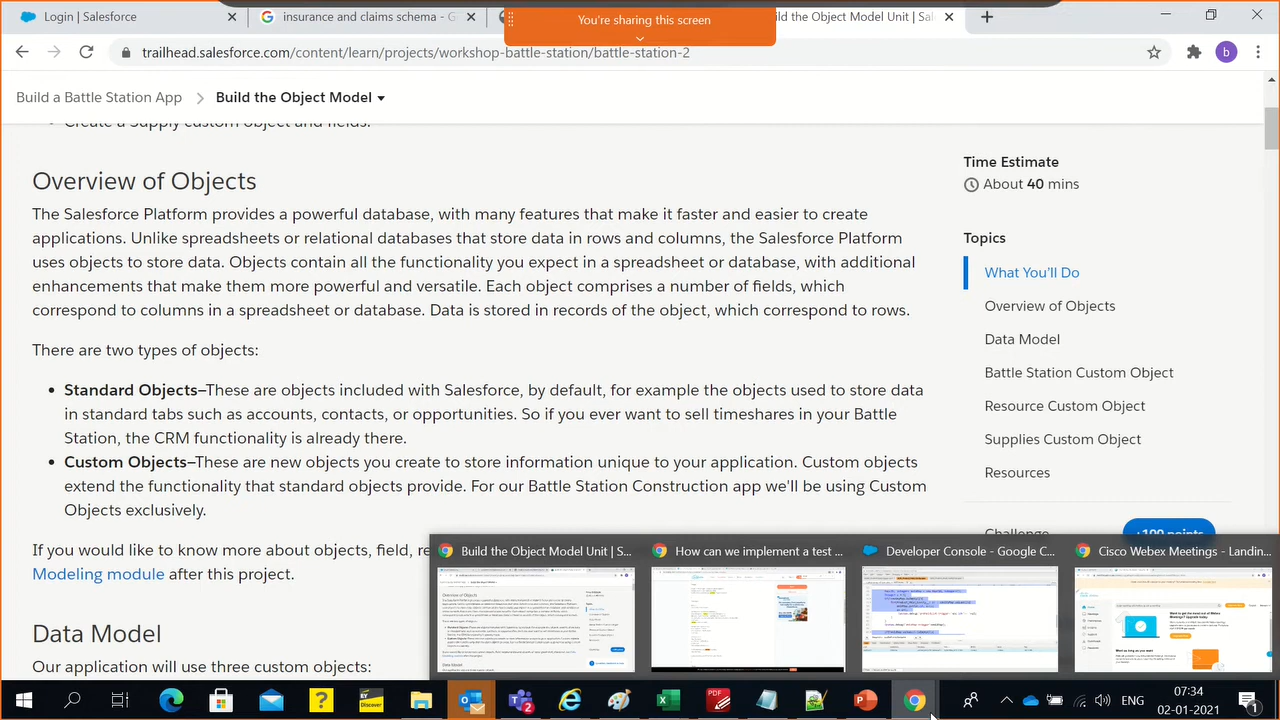 Login | Salesforce
insurance and claims schema - G
You're sharing this screen
ild the Object Model Unit | Sal
trailhead.salesforce.com/content/learn/projects/workshop-battle-station/battle-station-2
b
Build a Battle Station App
Build the Object Model
Create a Supply custom object and fields.
Overview of Objects
The Salesforce Platform provides a powerful database, with many features that make it faster and easier to create
applications. Unlike spreadsheets or relational databases that store data in rows and columns, the Salesforce Platform
uses objects to store data. Objects contain all the functionality you expect in a spreadsheet or database, with additional
enhancements that make them more powerful and versatile. Each object comprises a number of fields, which
correspond to columns in a spreadsheet or database. Data is stored in records of the object, which correspond to rows.
There are two types of objects:
• Standard Objects—These are objects included with Salesforce, by default, for example the objects used to store data
in standard tabs such as accounts, contacts, or opportunities. So if you ever want to sell timeshares in your Battle
Station, the CRM functionality is already there.
• Custom Objects—These are new objects you create to store information unique to your application. Custom objects
extend the functionality that standard objects provide. For our Battle Station Construction app we'll be using Custom
Objects exclusively.
If you would like to know more about objects, field, re
Modeling module after this project.
Data Model
Our application will use three custom objects:
Time Estimate
About 40 mins
Topics
What You'll Do
Overview of Objects
Data Model
Battle Station Custom Object
Resource Custom Object
Supplies Custom Object
Resources
Challenge
+100 points
Build the Object Model Unit | S...
How can we implement a test ...
Developer Console - Google C...
Cisco Webex Meetings - Landin...
ENG
07:34
02-01-2021